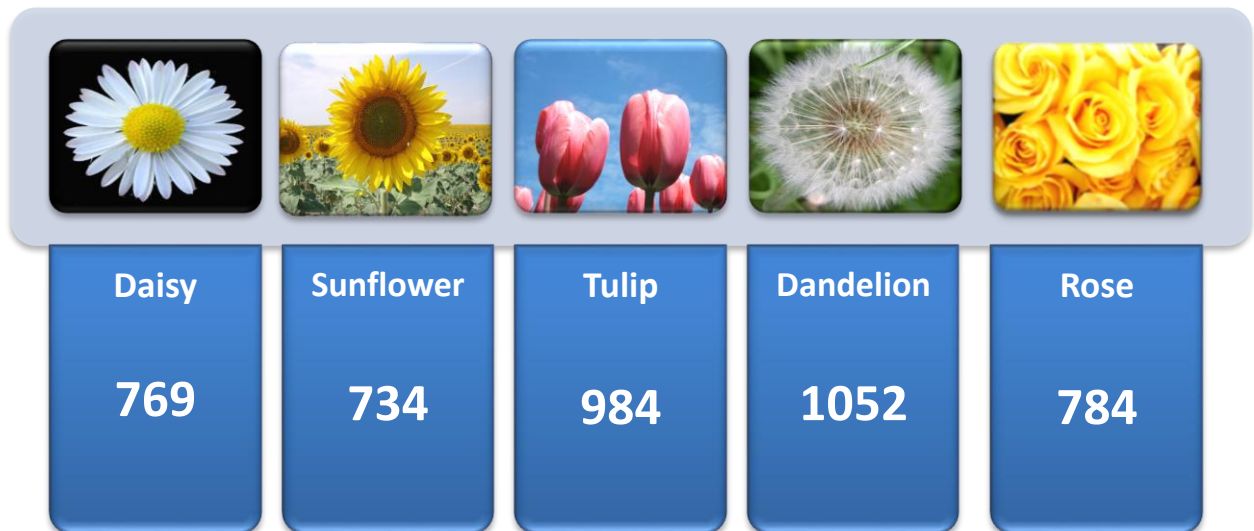 Daisy
769
Sunflower
734
Tulip
984
Dandelion
1052
Rose
784